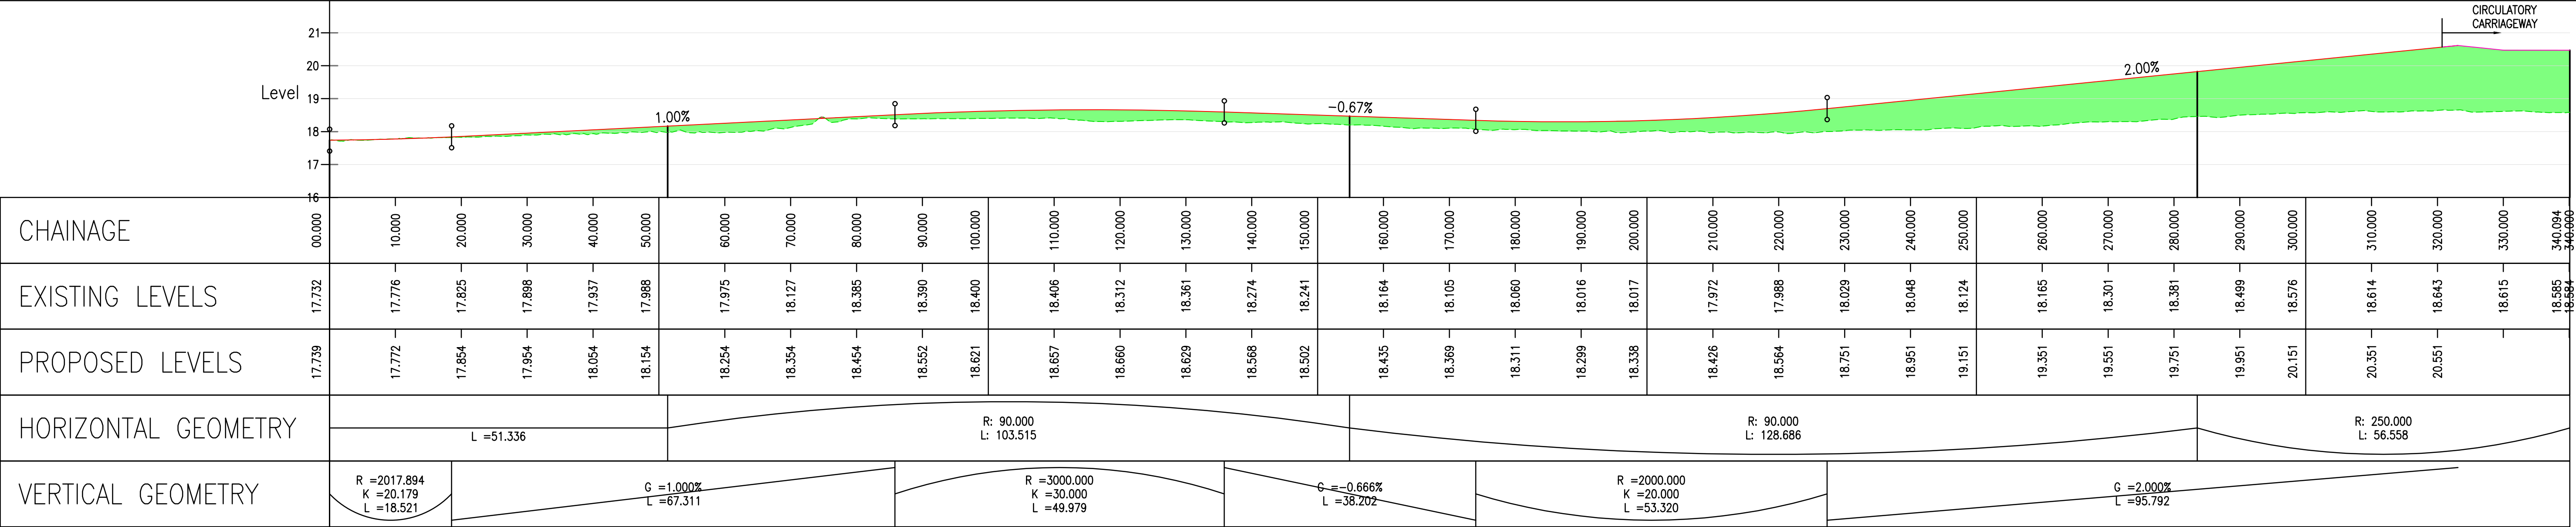 CIRCULATORY
CARRIAGEWAY
21
20
Level 19
18
17
16
1.00%
-0.67%
2.00%
CHAINAGE 00.000 10.000 20.000 30.000 40.000 50.000 60.000 70.000 80.000 90.000 100.000 110.000 120.000 130.000 140.000 150.000 160.000 170.000 180.000 190.000 200.000 210.000 220.000 230.000 240.000 250.000 260.000 270.000 280.000 290.000 300.000 310.000 320.000 330.000 340.094 340.000
EXISTING LEVELS 17.732 17.776 17.825 17.898 17.937 17.988 17.975 18.127 18.385 18.390 18.400 18.406 18.312 18.361 18.274 18.241 18.164 18.105 18.060 18.016 18.017 17.972 17.988 18.029 18.048 18.124 18.165 18.301 18.381 18.499 18.576 18.614 18.643 18.615 18.585 18.584
PROPOSED LEVELS 17.739 17.772 17.854 17.954 18.054 18.154 18.254 18.354 18.454 18.552 18.621 18.657 18.660 18.629 18.568 18.502 18.435 18.369 18.311 18.299 18.338 18.426 18.564 18.751 18.951 19.151 19.351 19.551 19.751 19.951 20.151 20.351 20.551
HORIZONTAL GEOMETRY
L =51.336
R: 90.000
L: 103.515
R: 90.000
L: 128.686
R: 250.000
L: 56.558
VERTICAL GEOMETRY
R =2017.894
K =20.179
L =18.521
G =1.000%
L =67.311
R =3000.000
K =30.000
L =49.979
G =-0.666%
L =38.202
R =2000.000
K =20.000
L =53.320
G =2.000%
L =95.792